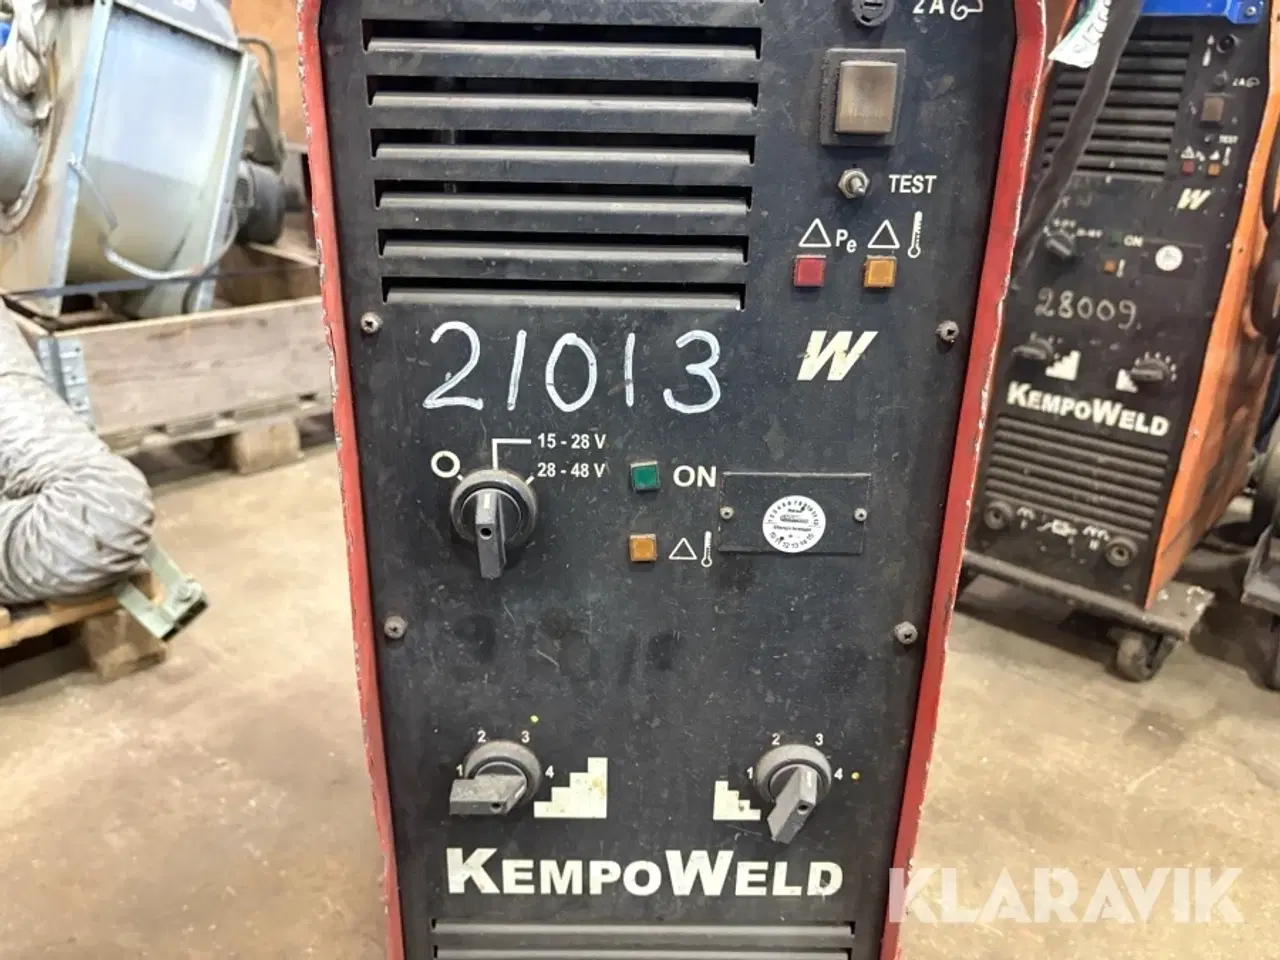 2A
TEST
Pe
21013
W
15 - 28 V
28 - 48 V
ON
2 3
1 4
2 3
1 4
KEMPOWELD
2A
TEST
W
ON
28009
KEMPOWELD
KLARAVIK